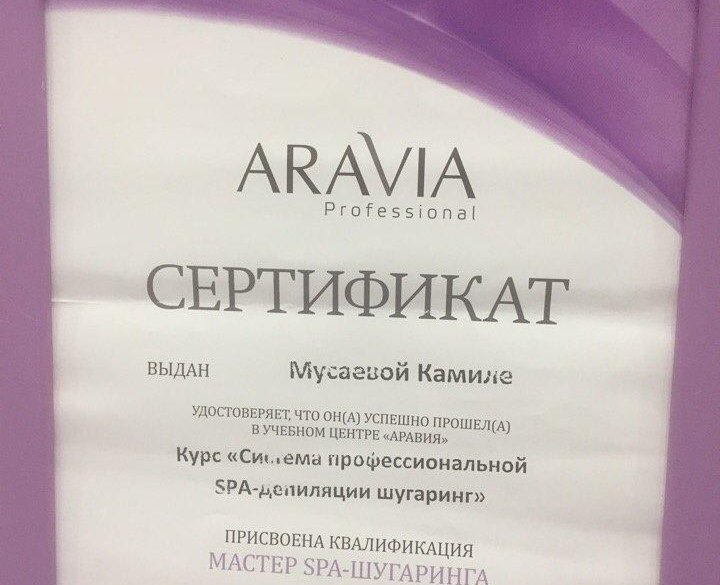 ARAVIA
Professional
СЕРТИФИКАТ
ВЫДАН Мусаевой Камиле
УДОСТОВЕРЯЕТ, ЧТО ОН(А) УСПЕШНО ПРОШЕЛ(А)
В УЧЕБНОМ ЦЕНТРЕ «АРАВИЯ»
Курс «Система профессиональной
SPA-депиляции шугаринг»
ПРИСВОЕНА КВАЛИФИКАЦИЯ
МАСТЕР SPA-ШУГАРИНГА